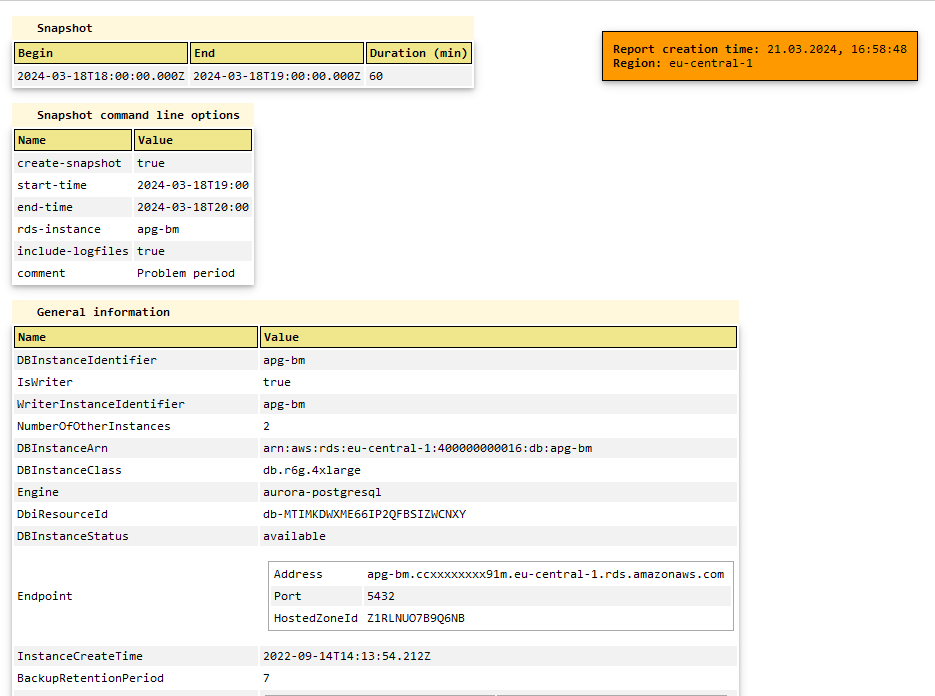 Snapshot
Begin End Duration (min)
2024-03-18T18:00:00.000Z 2024-03-18T19:00:00.000Z 60
Report creation time: 21.03.2024, 16:58:48
Region: eu-central-1
Snapshot command line options
Name Value
create-snapshot true
start-time 2024-03-18T19:00
end-time 2024-03-18T20:00
rds-instance apg-bm
include-logfiles true
comment Problem period
General information
Name Value
DBInstanceIdentifier apg-bm
IsWriter true
WriterInstanceIdentifier apg-bm
NumberOfOtherInstances 2
DBInstanceArn arn:aws:rds:eu-central-1:400000000016:db:apg-bm
DBInstanceClass db.r6g.4xlarge
Engine aurora-postgresql
DbiResourceId db-MTIMKDWXME66IP2QFBSIZWCNXY
DBInstanceStatus available
Endpoint
Address apg-bm.ccxxxxxxxx91m.eu-central-1.rds.amazonaws.com
Port 5432
HostedZoneId Z1RLNUO7B9Q6NB
InstanceCreateTime 2022-09-14T14:13:54.212Z
BackupRetentionPeriod 7